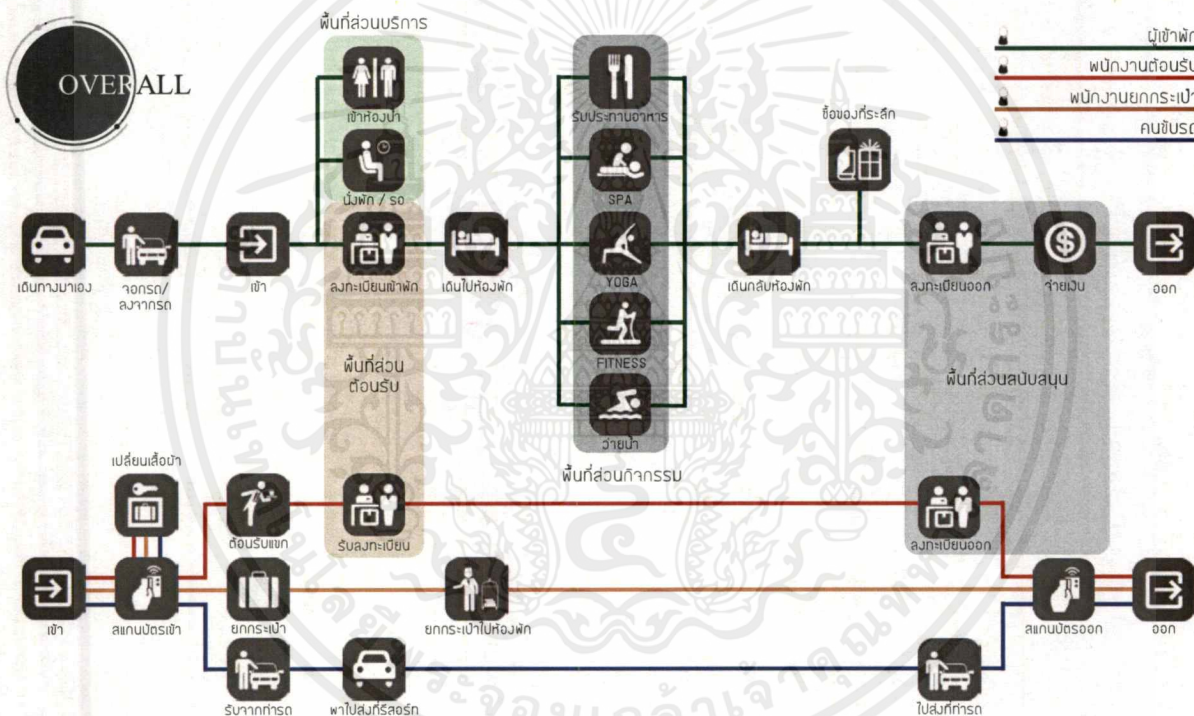 OVERALL
พื้นที่ส่วนบริการ
ผู้เข้าพัก
พนักงานต้อนรับ
พนักงานยกกระเป๋า
คนขับรถ
เข้าห้องน้ำ
นั่งพัก / รอ
รับประทานอาหาร
SPA
YOGA
FITNESS
ว่ายน้ำ
ซื้อของที่ระลึก
เดินทางมาเอง
จอดรถ/
ลงจากรถ
เข้า
ลงทะเบียนเข้าพัก
เดินไปห้องพัก
เดินกลับห้องพัก
ลงทะเบียนออก
จ่ายเงิน
ออก
พื้นที่ส่วน
ต้อนรับ
พื้นที่ส่วนสนับสนุน
พื้นที่ส่วนกิจกรรม
เปลี่ยนเสื้อผ้า
ต้อนรับแขก
รับลงทะเบียน
ลงทะเบียนออก
เข้า
สแกนบัตรเข้า
ยกกระเป๋า
ยกกระเป๋าไปห้องพัก
สแกนบัตรออก
ออก
รับจากท่ารถ
พาไปส่งที่รีสอร์ท
ไปส่งที่ท่ารถ